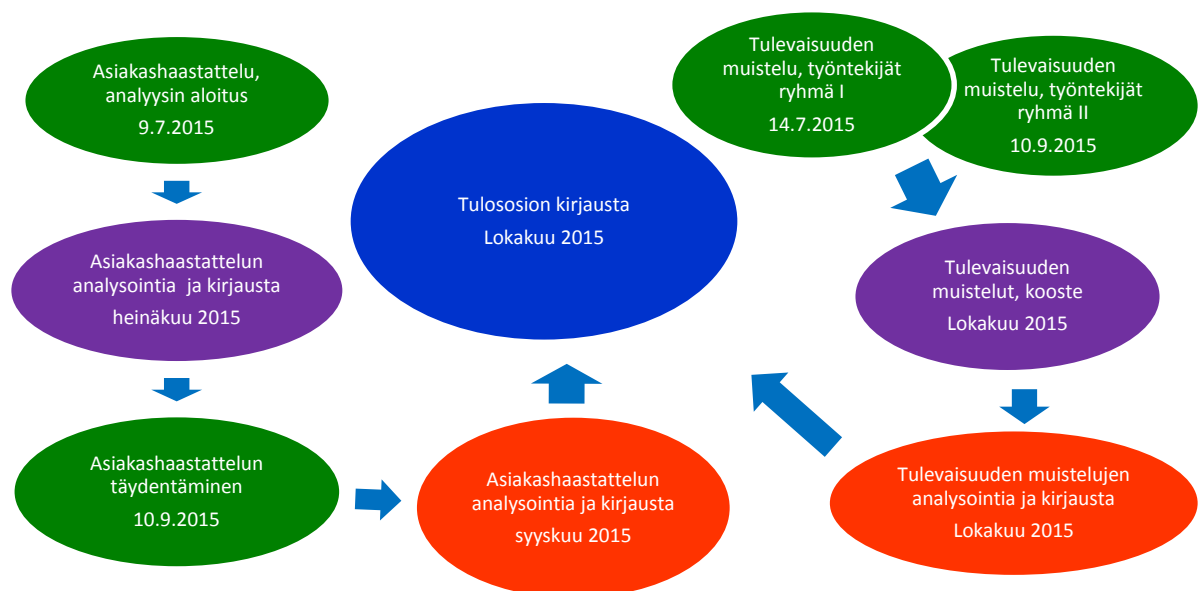 Asiakashaastattelu,
analyysin aloitus
9.7.2015
Asiakashaastattelun
analysointia ja kirjausta
heinäkuu 2015
Asiakashaastattelun
täydentäminen
10.9.2015
Asiakashaastattelun
analysointia ja kirjausta
syyskuu 2015
Tulososion kirjausta
Lokakuu 2015
Tulevaisuuden
muistelu, työntekijät
ryhmä I
14.7.2015
Tulevaisuuden
muistelu, työntekijät
ryhmä II
10.9.2015
Tulevaisuuden
muistelut, kooste
Lokakuu 2015
Tulevaisuuden muistelujen
analysointia ja kirjausta
Lokakuu 2015